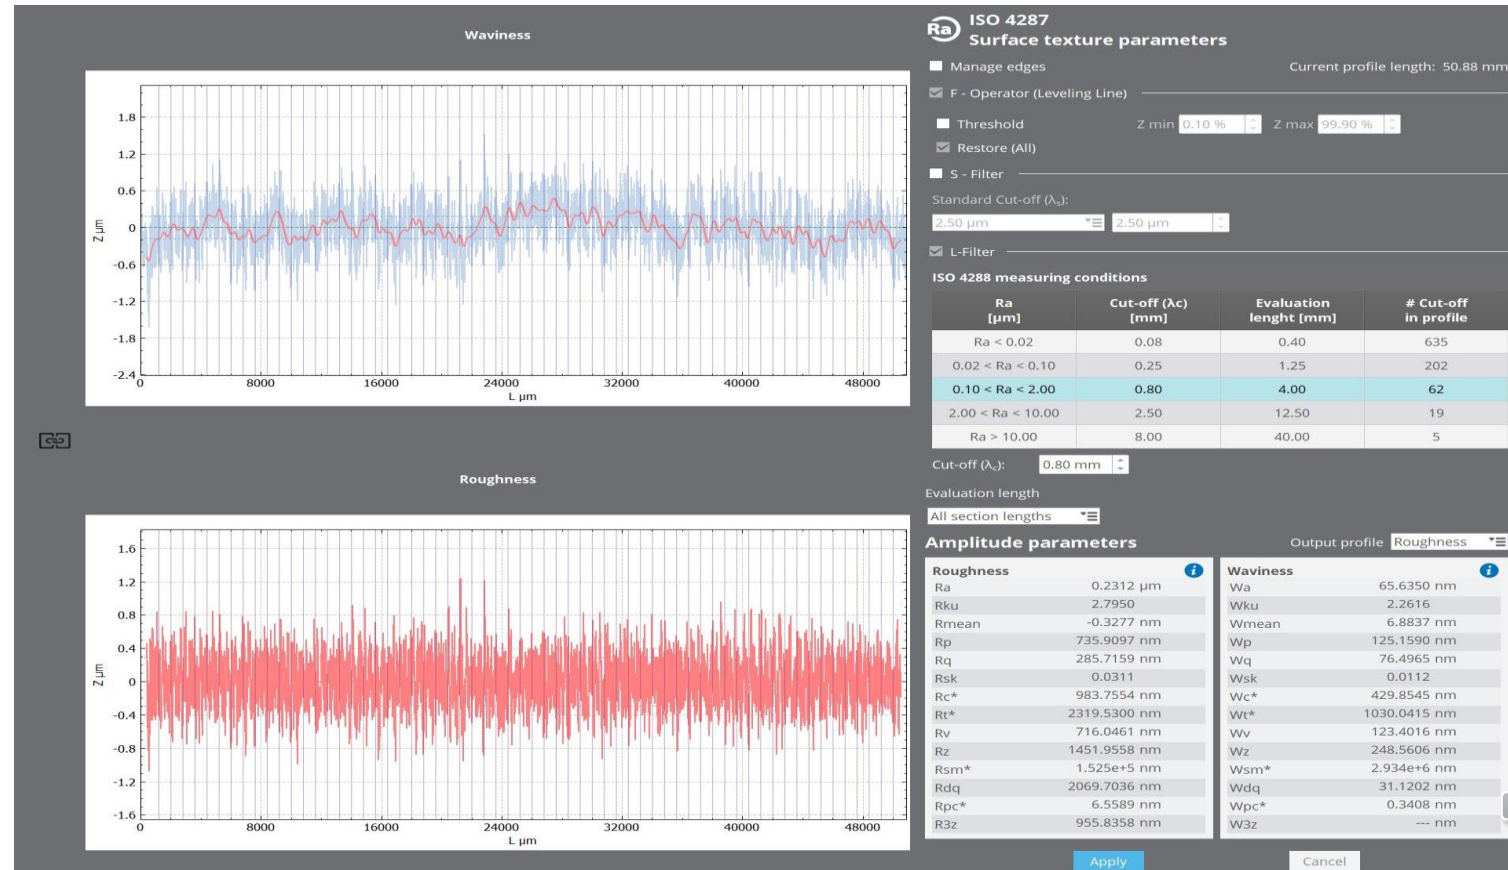 Waviness
Z µm
1.8
1.2
0.6
0
-0.6
-1.2
-1.8
-2.4
0 8000 16000 24000 32000 40000 48000
L µm
Roughness
Z µm
1.6
1.2
0.8
0.4
0
-0.4
-0.8
-1.2
-1.6
0 8000 16000 24000 32000 40000 48000
L µm
Ra
ISO 4287
Surface texture parameters
Manage edges Current profile length: 50.88 mm
F - Operator (Leveling Line)
Threshold Z min 0.10 % Z max 99.90 %
Restore (All)
S - Filter
Standard Cut-off (λs):
2.50 µm 2.50 µm
L-Filter
ISO 4288 measuring conditions
Ra [µm] Cut-off (λc) [mm] Evaluation lenght [mm] # Cut-off in profile
Ra < 0.02 0.08 0.40 635
0.02 < Ra < 0.10 0.25 1.25 202
0.10 < Ra < 2.00 0.80 4.00 62
2.00 < Ra < 10.00 2.50 12.50 19
Ra > 10.00 8.00 40.00 5
Cut-off (λc): 0.80 mm
Evaluation length
All section lengths
Amplitude parameters Output profile Roughness
Roughness i
Ra 0.2312 µm
Rku 2.7950
Rmean -0.3277 nm
Rp 735.9097 nm
Rq 285.7159 nm
Rsk 0.0311
Rc* 983.7554 nm
Rt* 2319.5300 nm
Rv 716.0461 nm
Rz 1451.9558 nm
Rsm* 1.525e+5 nm
Rdq 2069.7036 nm
Rpc* 6.5589 nm
R3z 955.8358 nm
Waviness i
Wa 65.6350 nm
Wku 2.2616
Wmean 6.8837 nm
Wp 125.1590 nm
Wq 76.4965 nm
Wsk 0.0112
Wc* 429.8545 nm
Wt* 1030.0415 nm
Wv 123.4016 nm
Wz 248.5606 nm
Wsm* 2.934e+6 nm
Wdq 31.1202 nm
Wpc* 0.3408 nm
W3z --- nm
Apply Cancel